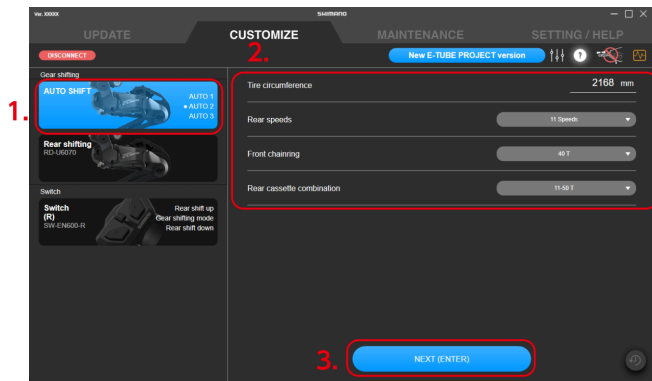 Ver. XXXXX
SHIMANO
UPDATE
CUSTOMIZE
MAINTENANCE
SETTING / HELP
DISCONNECT
2.
New E-TUBE PROJECT version
?
Gear shifting
1.
AUTO SHIFT
AUTO 1
AUTO 2
AUTO 3
Rear shifting
RD-U6070
Switch
Switch
(R)
SW-EN600-R
Rear shift up
Gear shifting mode
Rear shift down
Tire circumference
2168 mm
Rear speeds
11 Speeds
Front chainring
40 T
Rear cassette combination
11-50 T
3.
NEXT (ENTER)